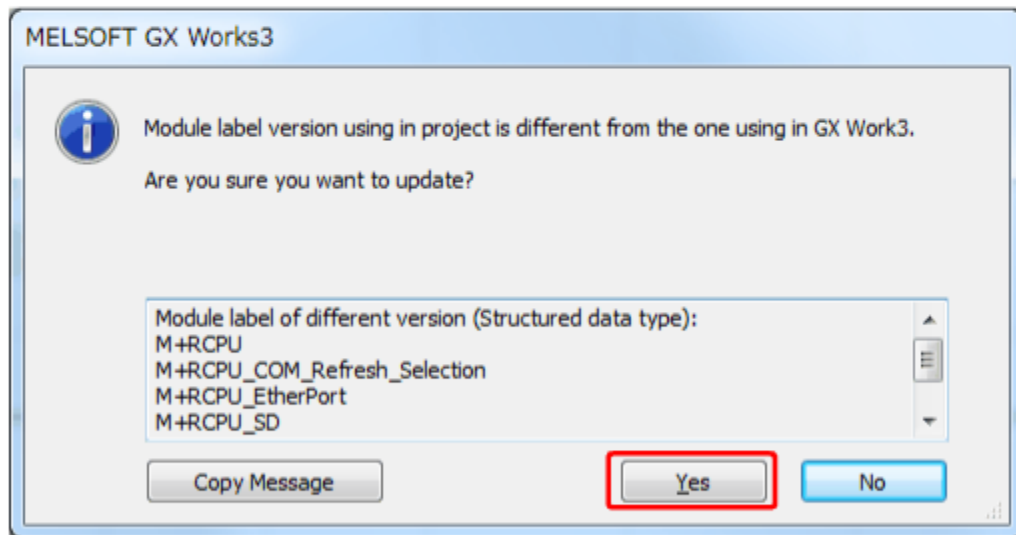 MELSOFT GX Works3
Module label version using in project is different from the one using in GX Work3.
Are you sure you want to update?
Module label of different version (Structured data type):
M+RCPU
M+RCPU_COM_Refresh_Selection
M+RCPU_EtherPort
M+RCPU_SD
Copy Message
Yes
No